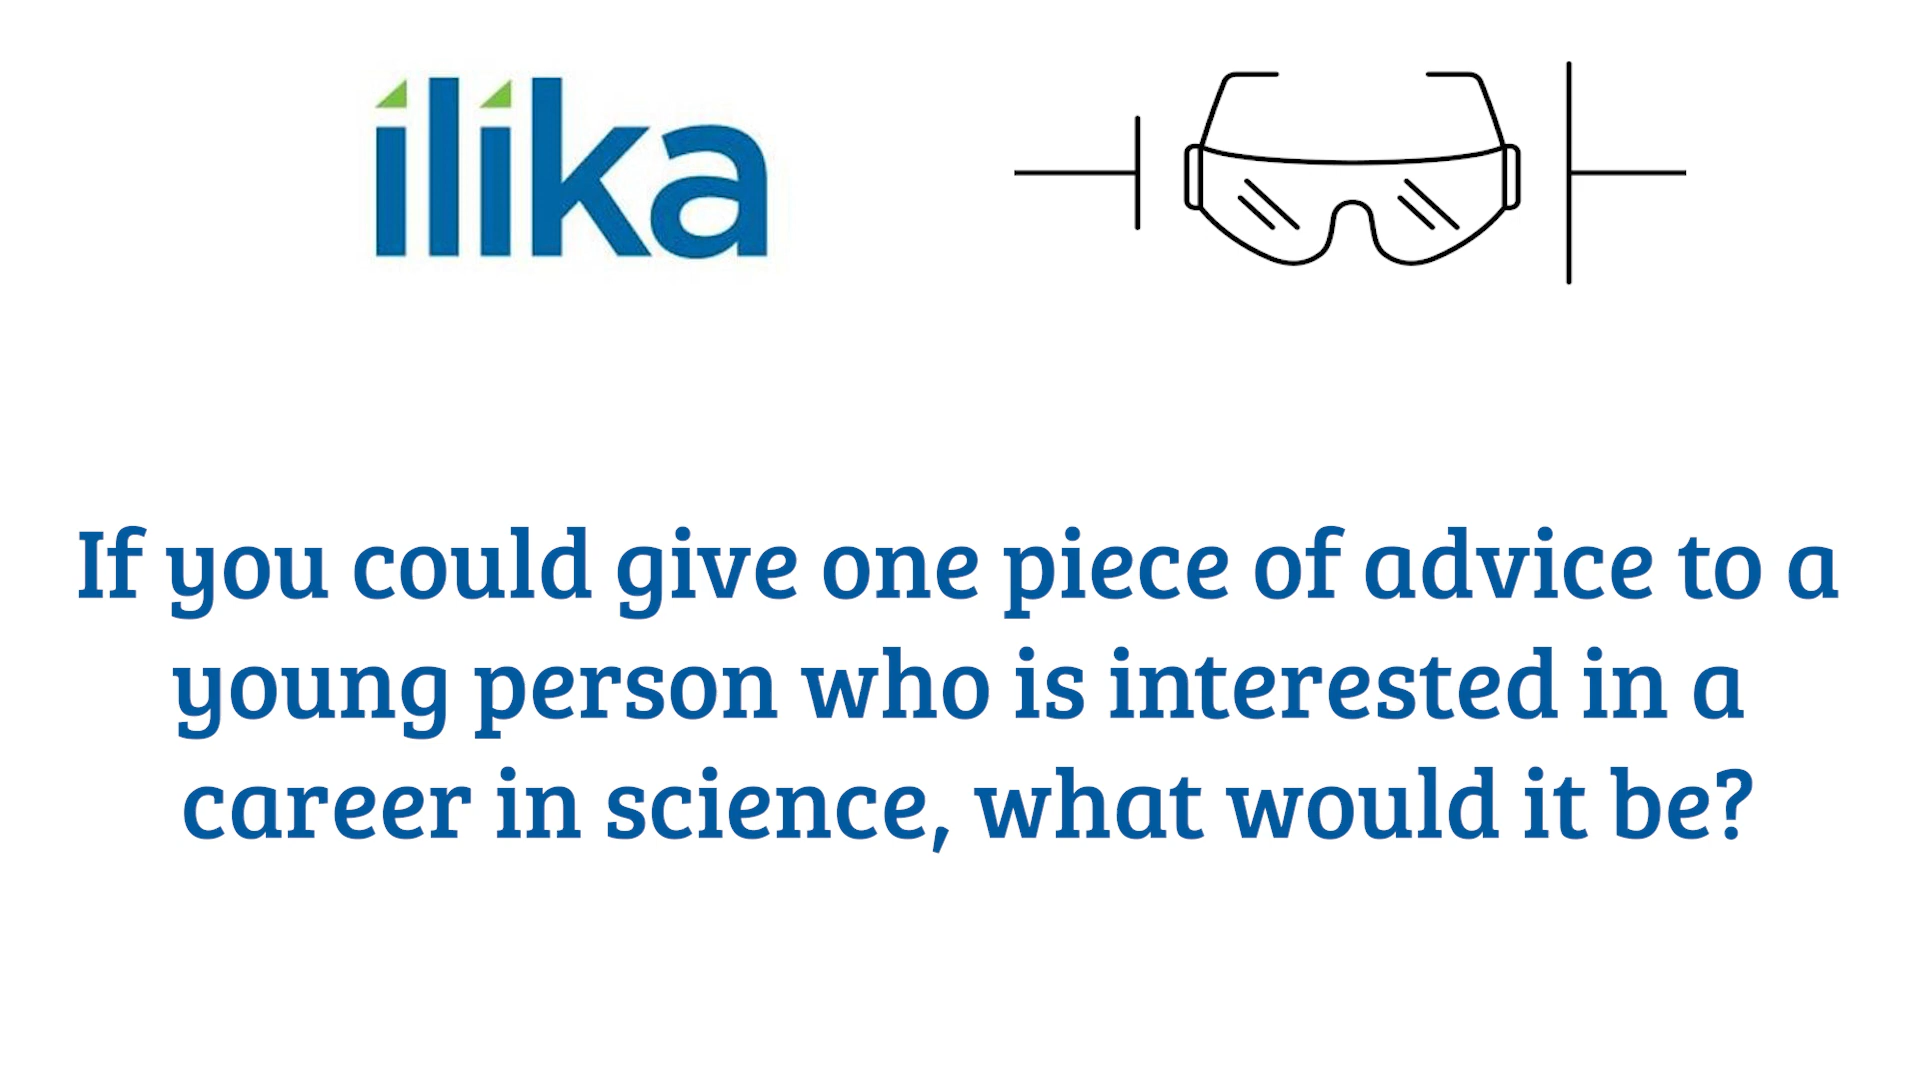 ilika
If you could give one piece of advice to a
young person who is interested in a
career in science, what would it be?